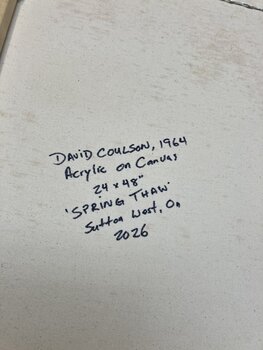 DAVID COULSON, 1964
Acrylic on Canvas
24 x 48"
'SPRING THAW'
Sutton West, On
2026